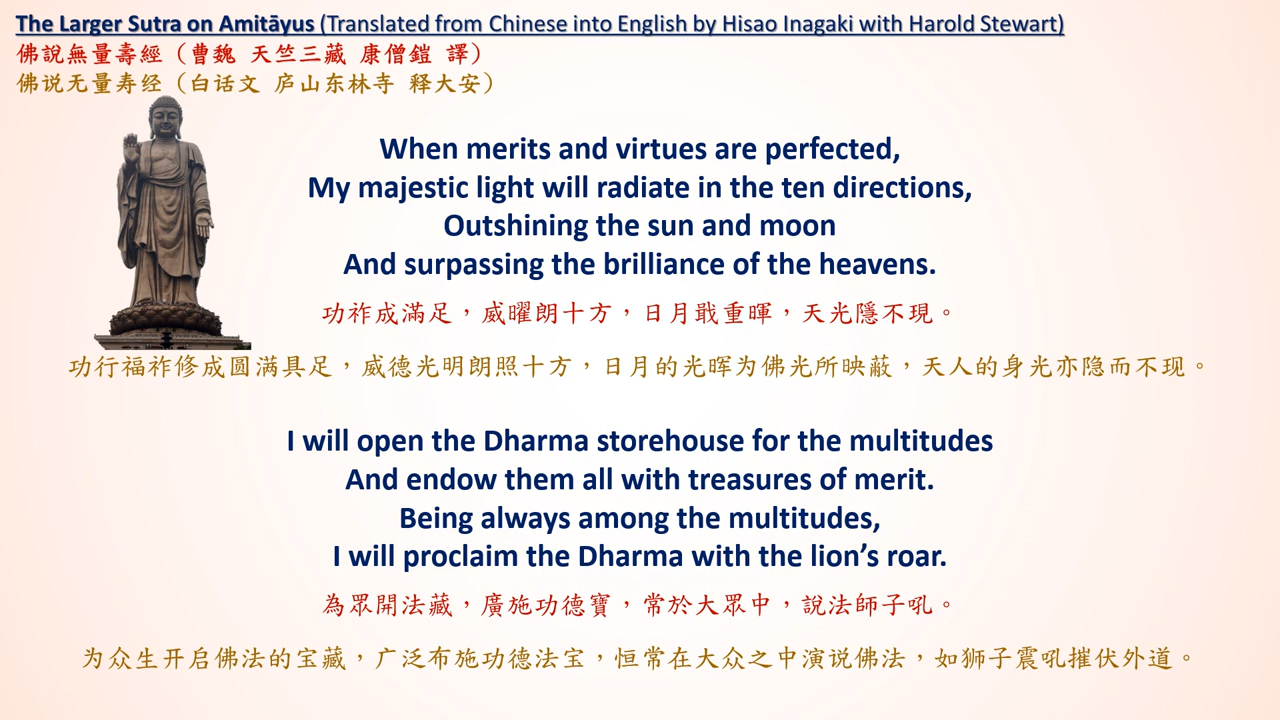 The Larger Sutra on Amitāyus (Translated from Chinese into English by Hisao Inagaki with Harold Stewart)
佛說無量壽經（曹魏 天竺三藏 康僧鎧 譯）
佛说无量寿经（白话文 庐山东林寺 释大安）
When merits and virtues are perfected,
My majestic light will radiate in the ten directions,
Outshining the sun and moon
And surpassing the brilliance of the heavens.
功祚成滿足，威曜朗十方，日月戢重暉，天光隱不現。
功行福祚修成圆满具足，威德光明朗照十方，日月的光晖为佛光所映蔽，天人的身光亦隐而不现。
I will open the Dharma storehouse for the multitudes
And endow them all with treasures of merit.
Being always among the multitudes,
I will proclaim the Dharma with the lion’s roar.
為眾開法藏，廣施功德寶，常於大眾中，說法師子吼。
为众生开启佛法的宝藏，广泛布施功德法宝，恒常在大众之中演说佛法，如狮子震吼摧伏外道。